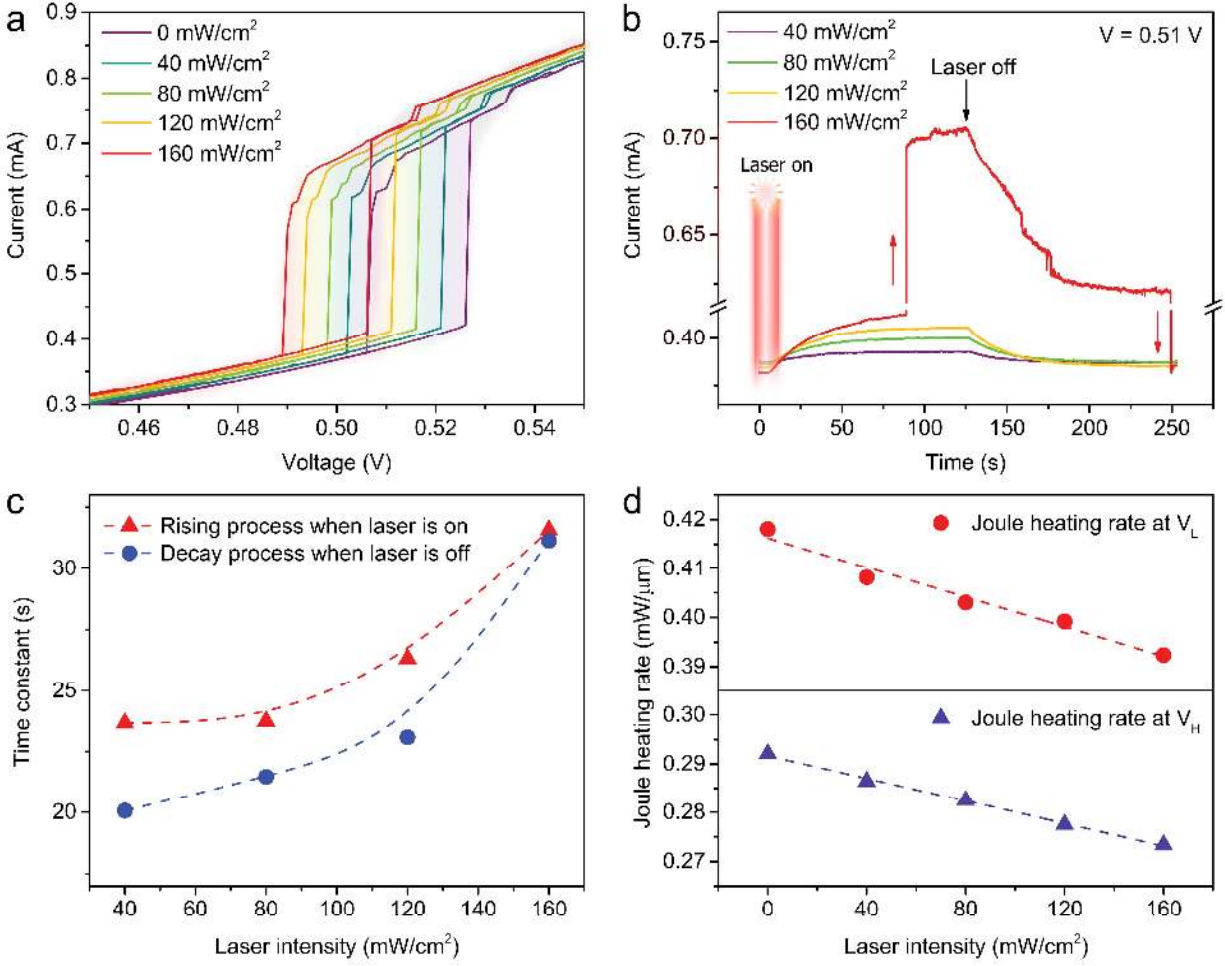 a
0 mW/cm²
40 mW/cm²
80 mW/cm²
120 mW/cm²
160 mW/cm²
0.9
0.8
0.7
0.6
0.5
0.4
0.3
Current (mA)
0.46
0.48
0.50
0.52
0.54
Voltage (V)
b
40 mW/cm²
80 mW/cm²
120 mW/cm²
160 mW/cm²
V = 0.51 V
Laser off
Laser on
0.75
0.70
0.65
0.40
Current (mA)
0
50
100
150
200
250
Time (s)
c
Rising process when laser is on
Decay process when laser is off
30
25
20
Time constant (s)
40
80
120
160
Laser intensity (mW/cm²)
d
Joule heating rate at V_L
0.42
0.41
0.40
0.39
Joule heating rate at V_H
0.30
0.29
0.28
0.27
Joule heating rate (mW/μm)
0
40
80
120
160
Laser intensity (mW/cm²)